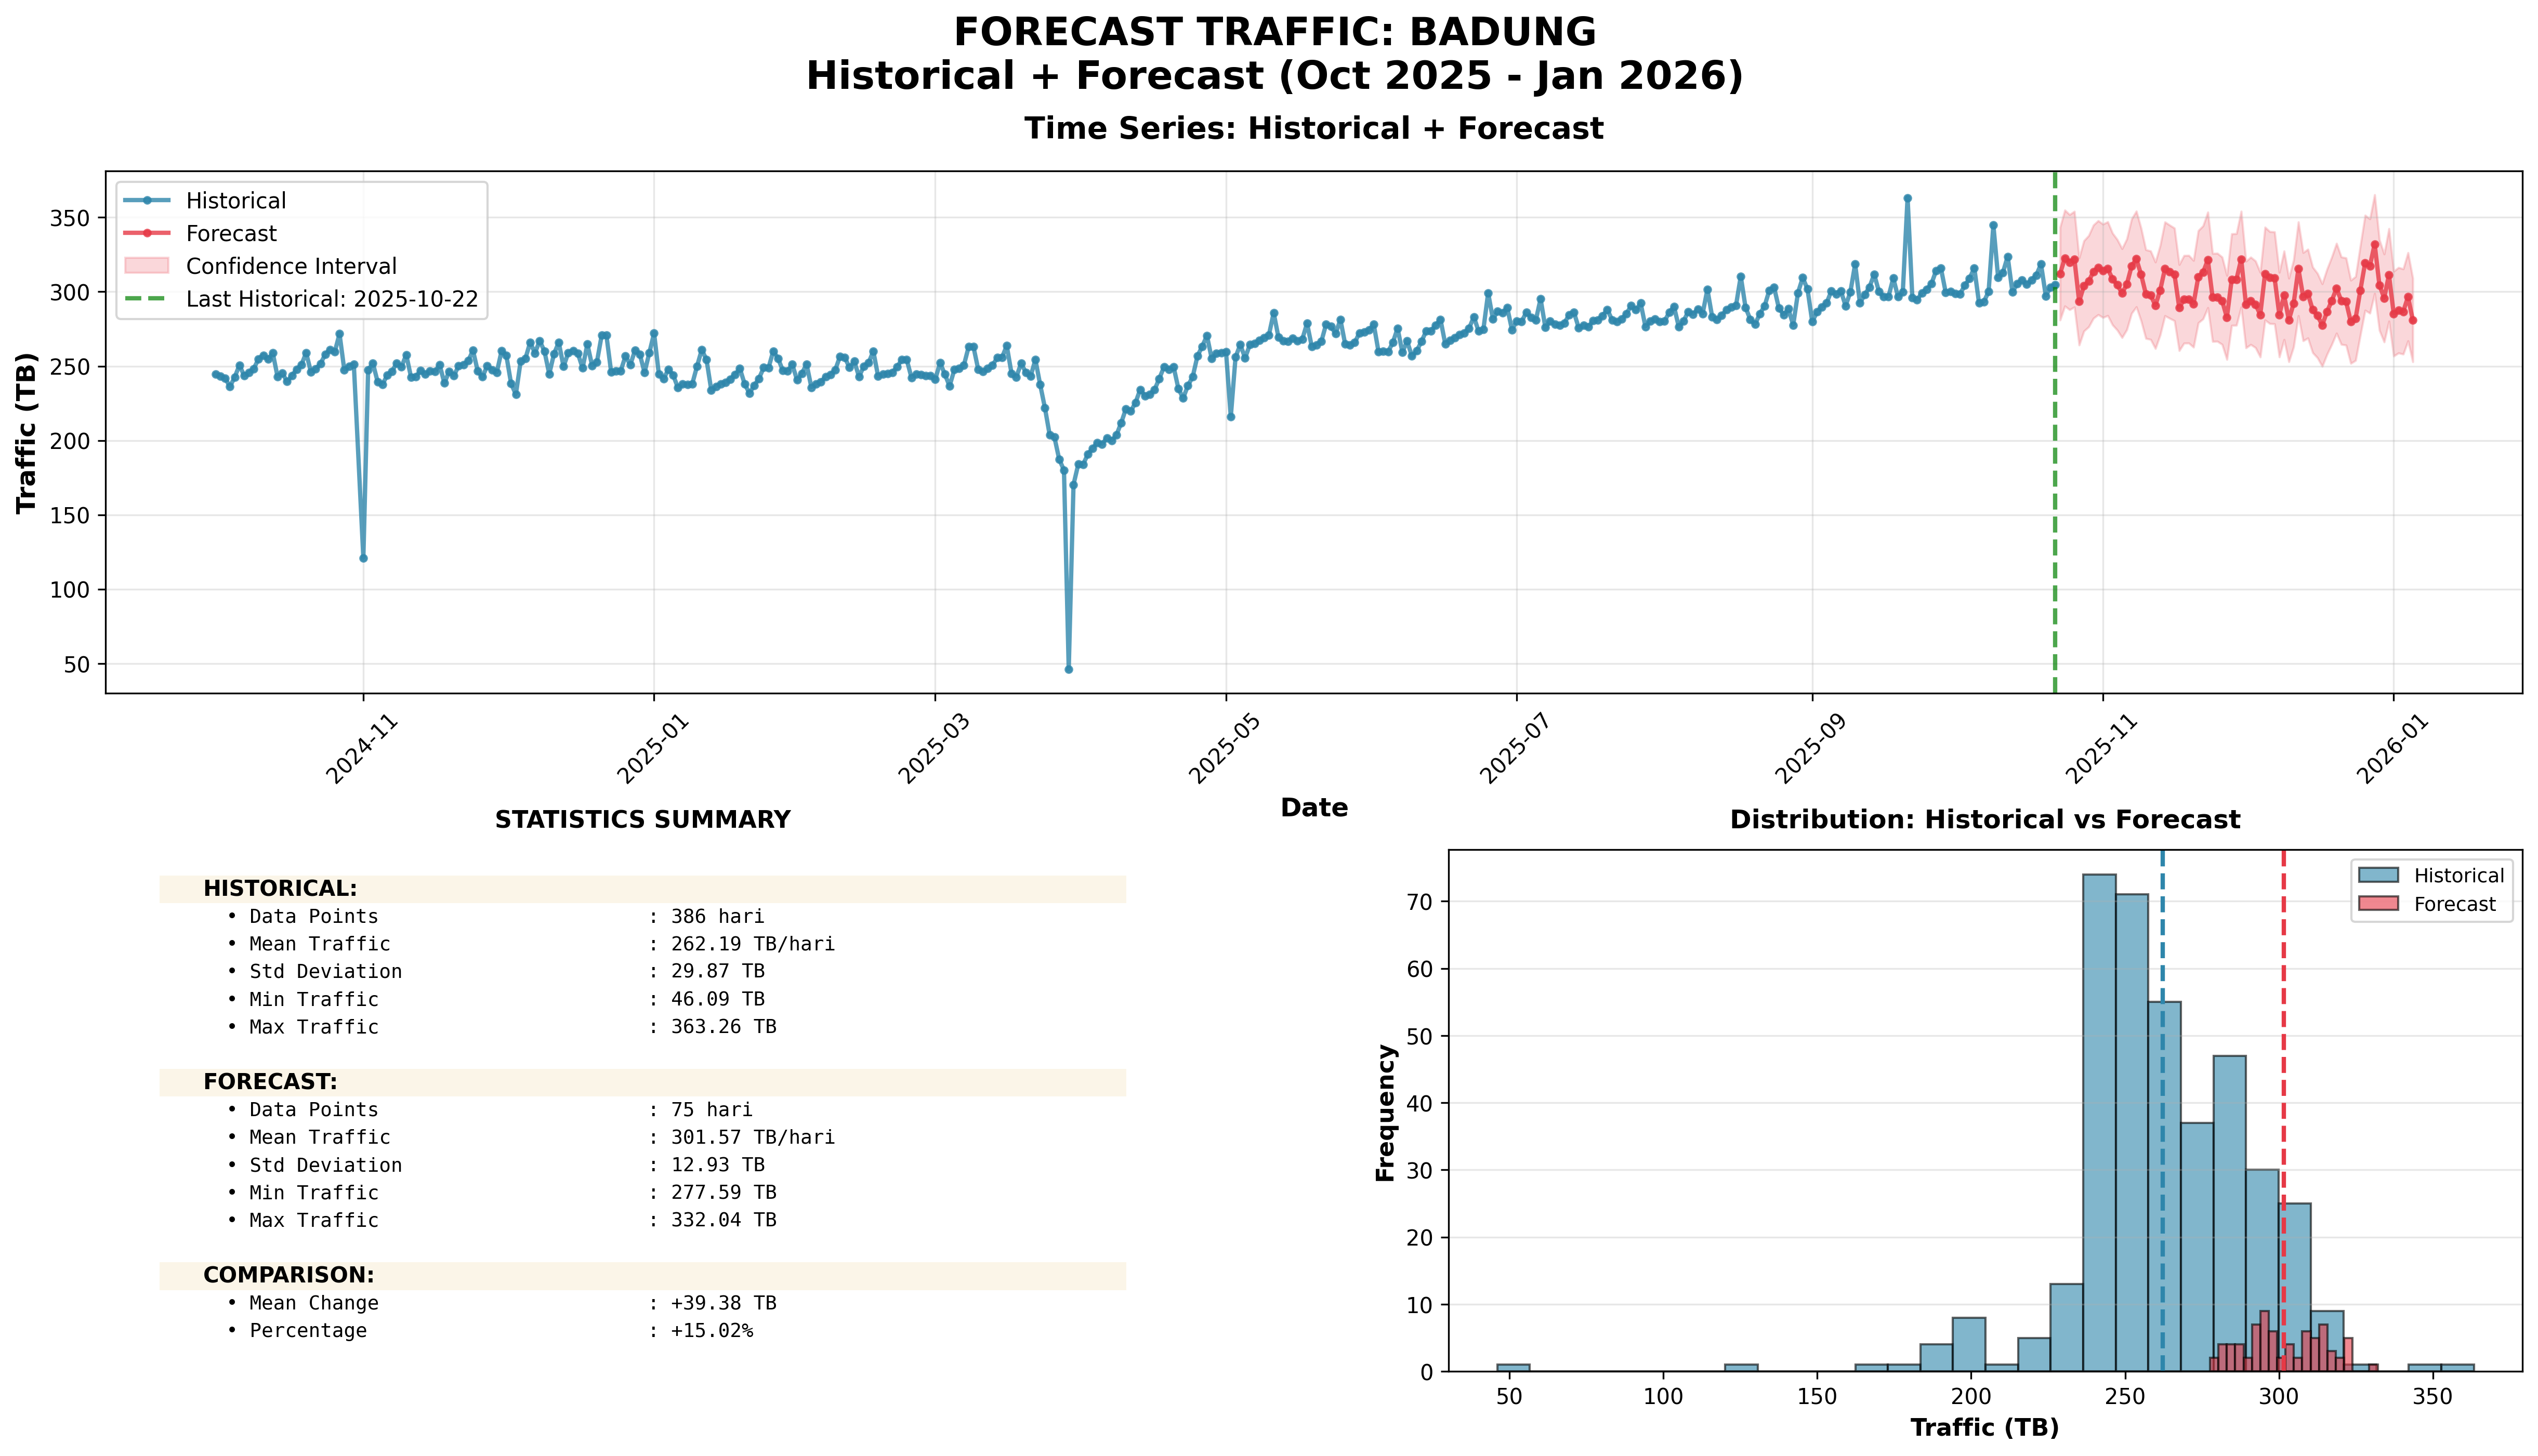 FORECAST TRAFFIC: BADUNG
Historical + Forecast (Oct 2025 - Jan 2026)
Time Series: Historical + Forecast
Historical
Forecast
Confidence Interval
Last Historical: 2025-10-22
Traffic (TB)
350
300
250
200
150
100
50
2024-11
2025-01
2025-03
2025-05
2025-07
2025-09
2025-11
2026-01
Date
STATISTICS SUMMARY
HISTORICAL:
• Data Points : 386 hari
• Mean Traffic : 262.19 TB/hari
• Std Deviation : 29.87 TB
• Min Traffic : 46.09 TB
• Max Traffic : 363.26 TB
FORECAST:
• Data Points : 75 hari
• Mean Traffic : 301.57 TB/hari
• Std Deviation : 12.93 TB
• Min Traffic : 277.59 TB
• Max Traffic : 332.04 TB
COMPARISON:
• Mean Change : +39.38 TB
• Percentage : +15.02%
Distribution: Historical vs Forecast
Historical
Forecast
Frequency
70
60
50
40
30
20
10
0
50 100 150 200 250 300 350
Traffic (TB)